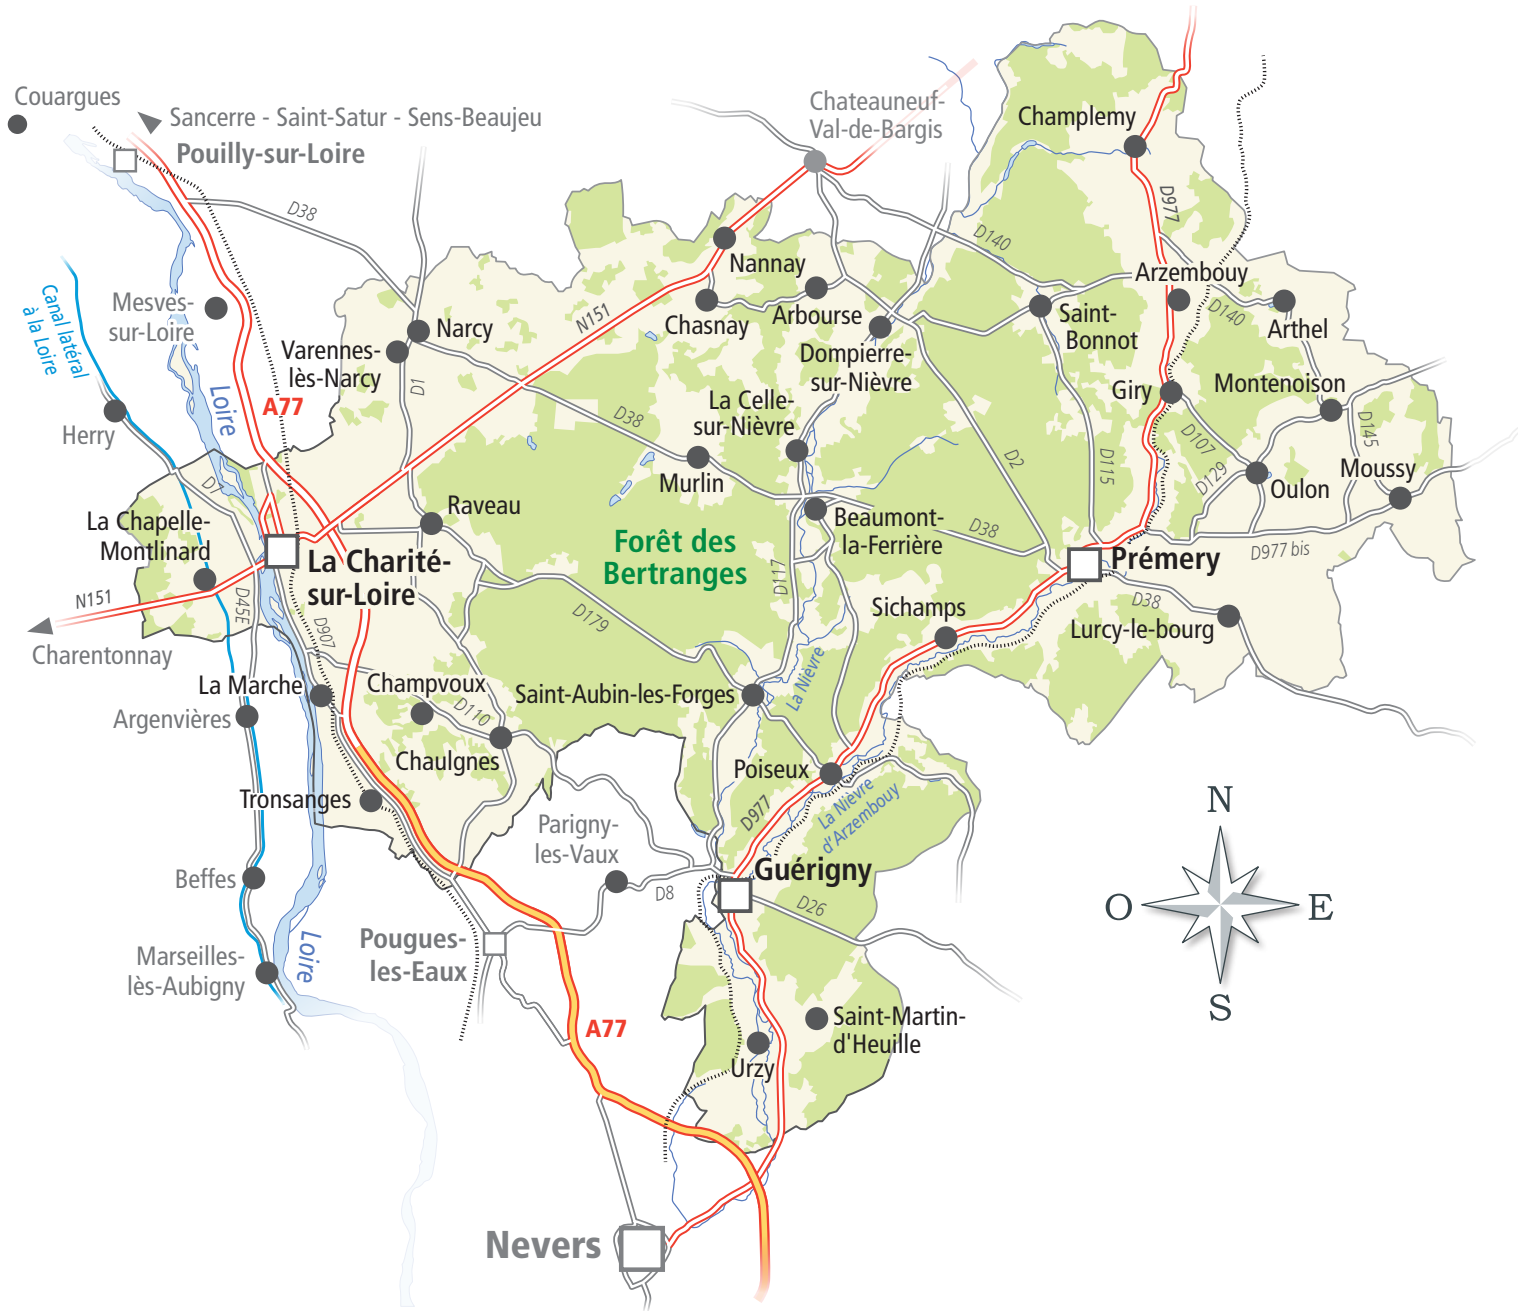 Couargues
Sancerre - Saint-Satur - Sens-Beaujeu
Pouilly-sur-Loire
Chateauneuf-
Val-de-Bargis
Champlemy
D38
D977
D140
Nannay
Arzembouy
Canal latéral
à la Loire
Mesves-
sur-Loire
Narcy
N151
Chasnay
Arbourse
Saint-
Bonnot
D140
Arthel
Varennes-
lès-Narcy
Dompierre-
sur-Nièvre
D1
Loire
A77
Giry
Montenoison
La Celle-
sur-Nièvre
D38
Herry
D107
D145
D2
D115
D129
Moussy
Murlin
Oulon
D7
Raveau
La Chapelle-
Montlinard
Beaumont-
la-Ferrière
D38
Forêt des
Bertranges
D977 bis
La Charité-
sur-Loire
Prémery
D117
N151
D45E
D907
D179
Sichamps
D38
Lurcy-le-bourg
Charentonnay
La Marche
Champvoux
Saint-Aubin-les-Forges
La Nièvre
Argenvières
D110
Chaulgnes
Poiseux
Tronsanges
D977
La Nièvre
d'Arzembouy
N
Parigny-
les-Vaux
Guérigny
Beffes
D8
D26
O
E
Pougues-
les-Eaux
Loire
Marseilles-
lès-Aubigny
S
A77
Saint-Martin-
d'Heuille
Urzy
Nevers